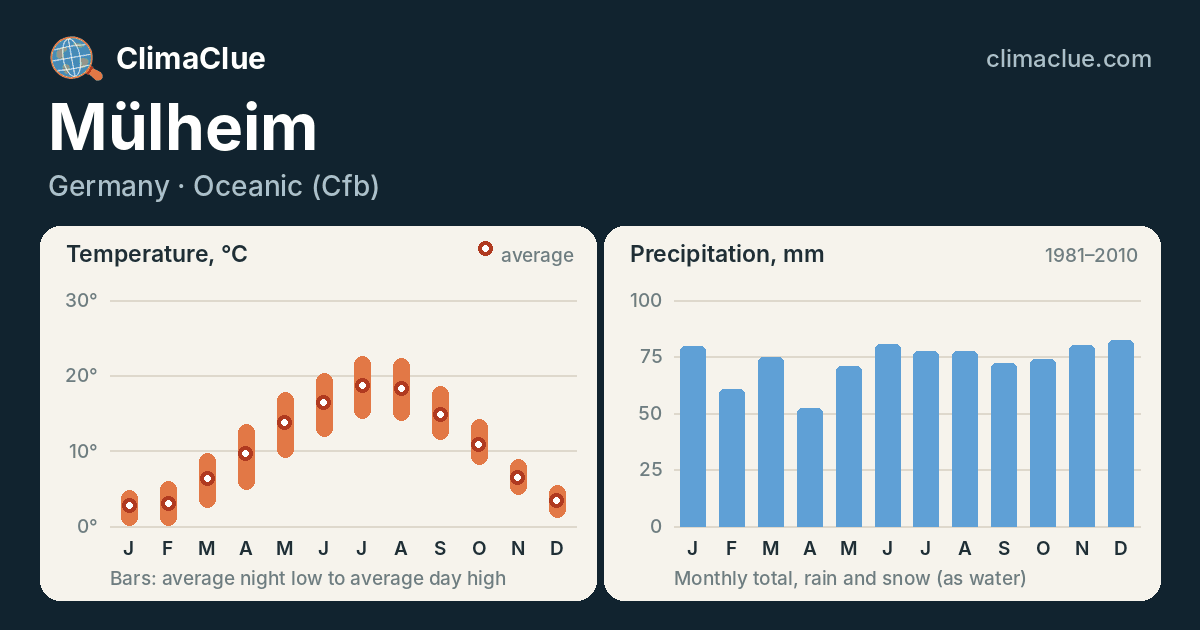 ClimaClue
climaclue.com
Mülheim
Germany · Oceanic (Cfb)
Temperature, °C
average
30°
20°
10°
0°
J F M A M J J A S O N D
Bars: average night low to average day high
Precipitation, mm
1981–2010
100
75
50
25
0
J F M A M J J A S O N D
Monthly total, rain and snow (as water)